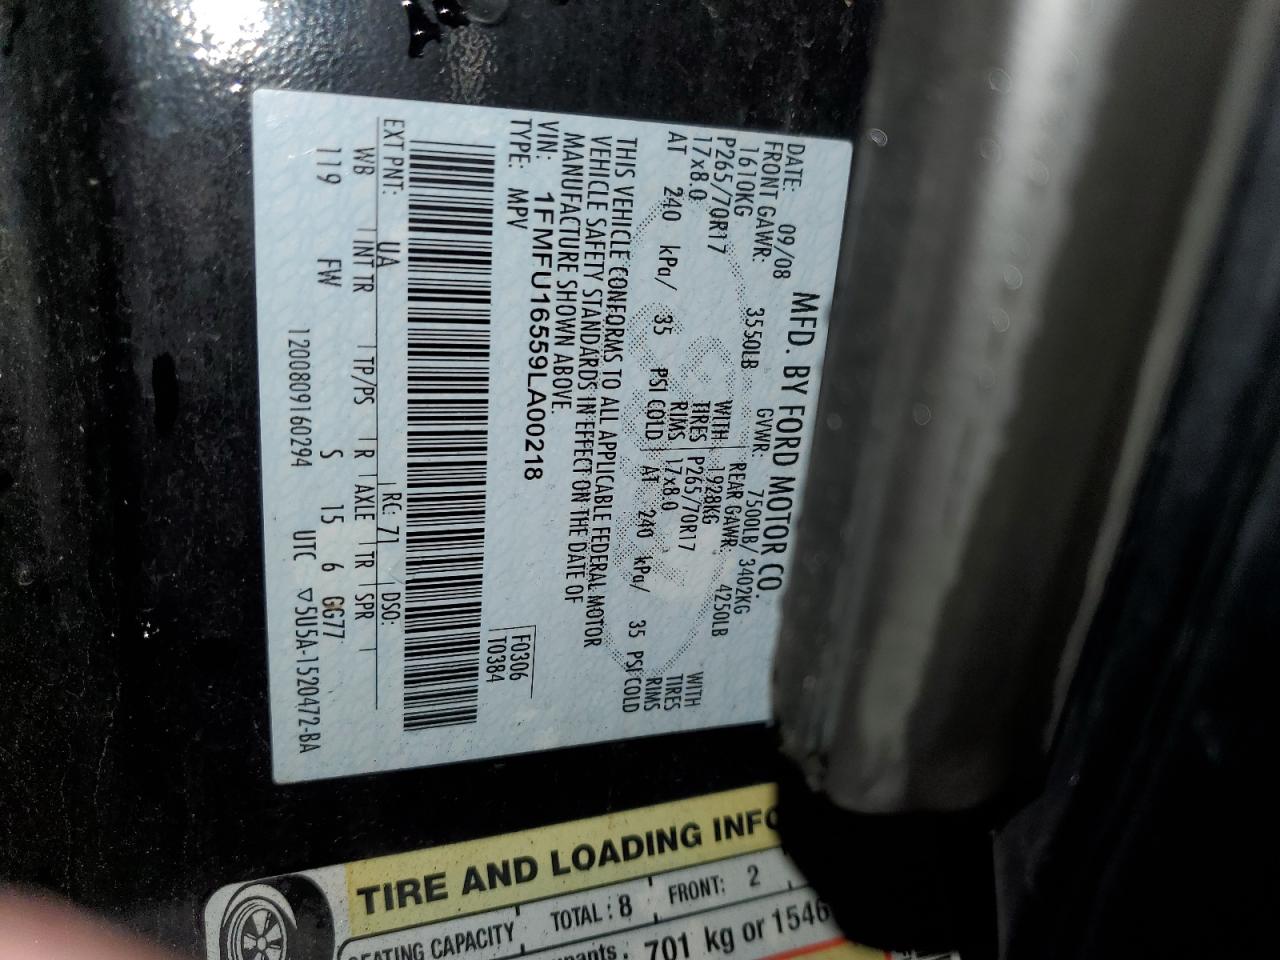 MFD. BY FORD MOTOR CO.
DATE: 09/08 GVWR: 7500LB/ 3402KG
FRONT GAWR: 3550LB REAR GAWR: 4250LB
1610KG WITH 1928KG WITH
P265/70R17 TIRES P265/70R17 TIRES
17x8.0 RIMS 17x8.0 RIMS
AT 240 kPa/ 35 PSI COLD AT 240 kPa/ 35 PSI COLD
THIS VEHICLE CONFORMS TO ALL APPLICABLE FEDERAL MOTOR
VEHICLE SAFETY STANDARDS IN EFFECT ON THE DATE OF
MANUFACTURE SHOWN ABOVE.
VIN: 1FMFU16559LA00218
TYPE: MPV
F0306
T0384
EXT PNT: UA RC: 71 DSO:
WB INT TR TP/PS R AXLE TR SPR
119 FW S 15 6 GG77
1200809160294 UTC ▽5U5A-1520472-BA
TIRE AND LOADING
SEATING CAPACITY TOTAL: 8 FRONT: 2
701 kg or 1546